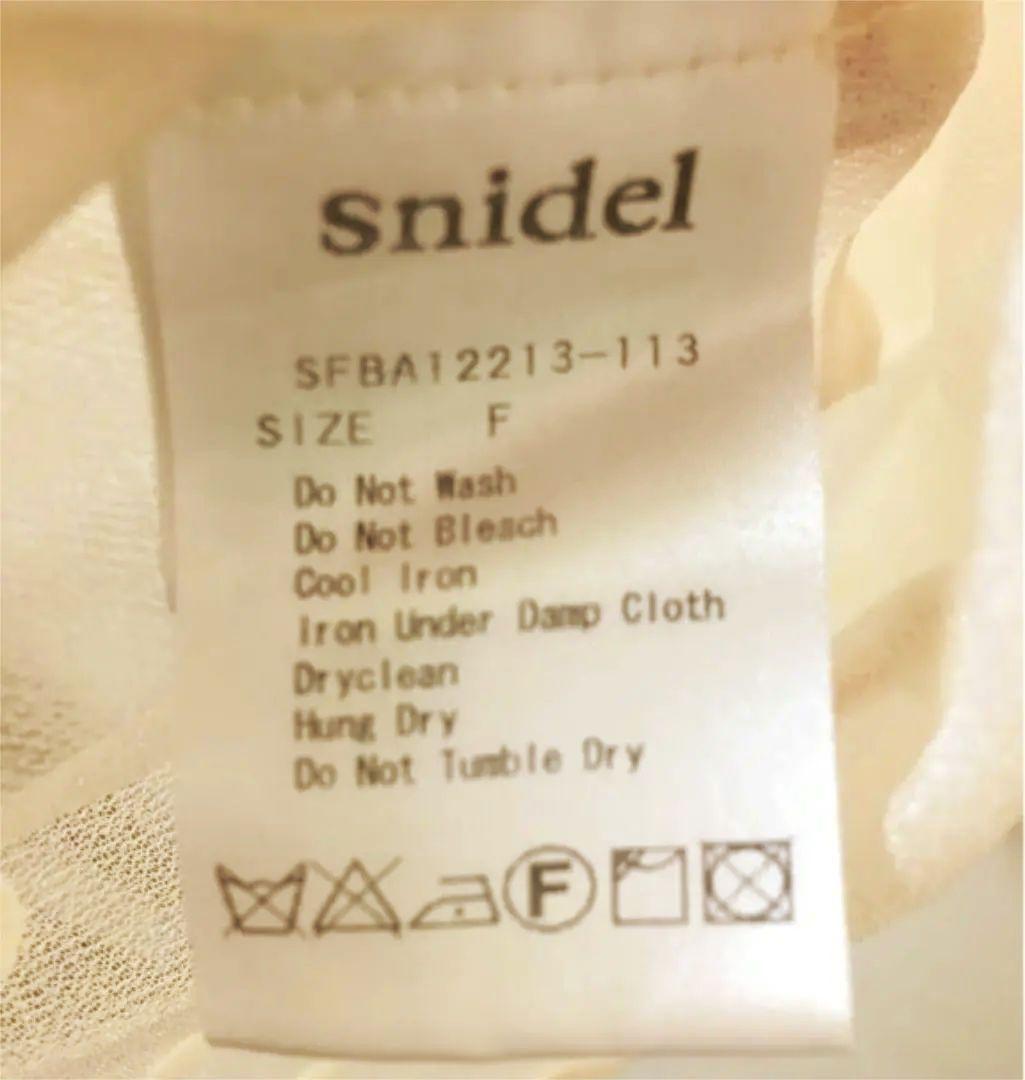 snidel
SFBA12213-113
SIZE F
Do Not Wash
Do Not Bleach
Cool Iron
Iron Under Damp Cloth
Dryclean
Hung Dry
Do Not Tumble Dry
F